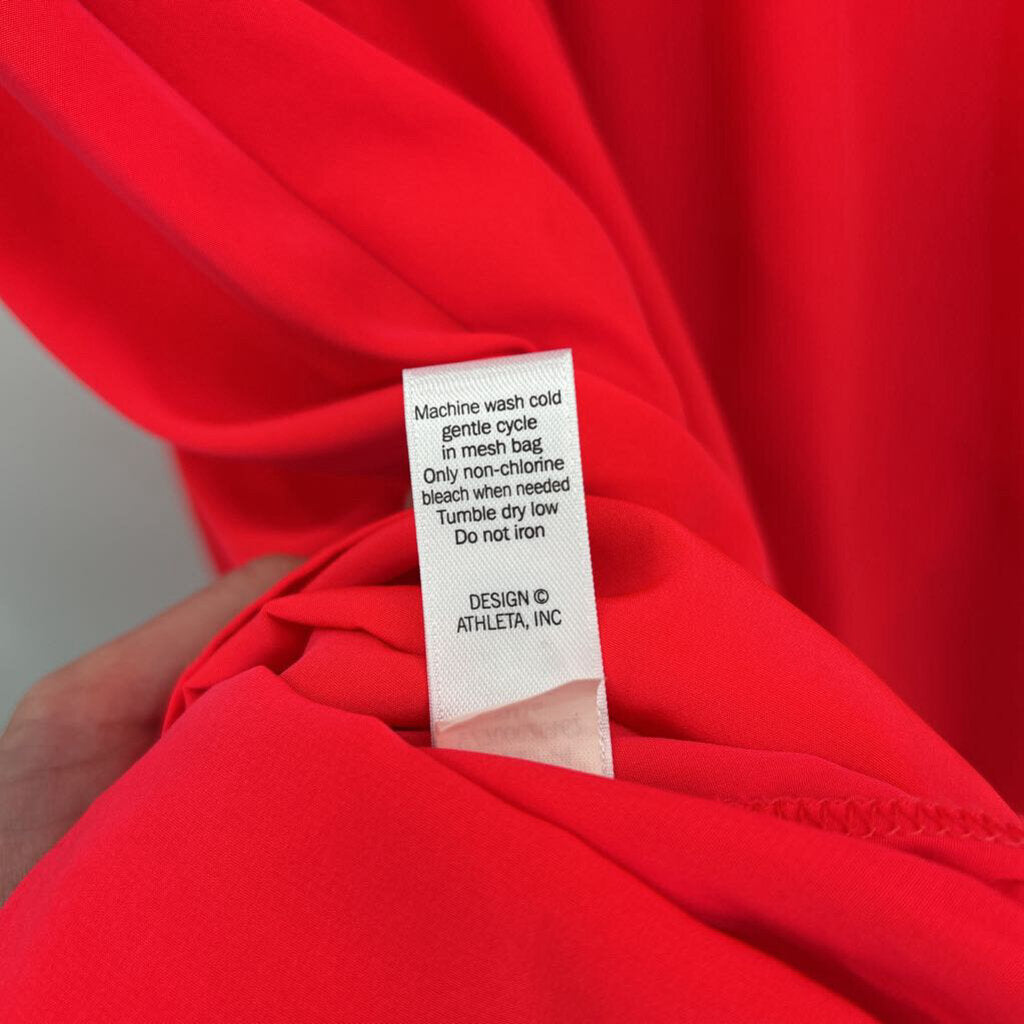 Machine wash cold
gentle cycle
in mesh bag
Only non-chlorine
bleach when needed
Tumble dry low
Do not iron
DESIGN ©
ATHLETA, INC